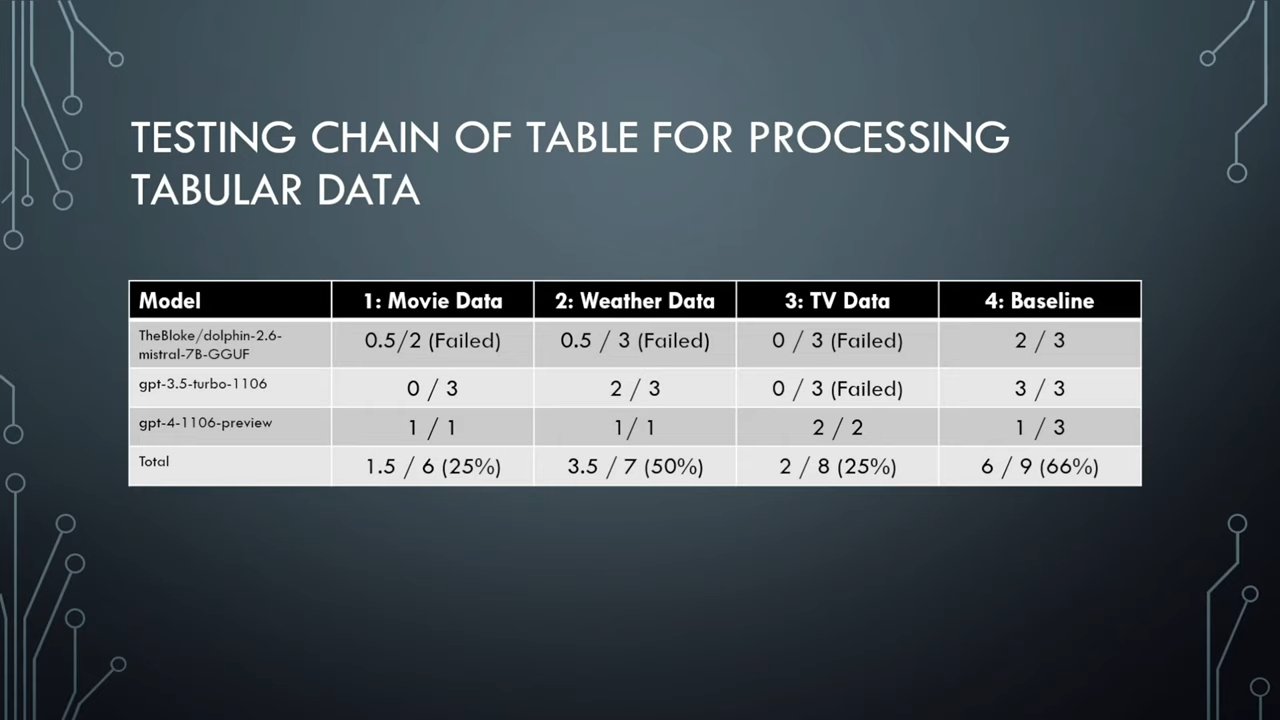 TESTING CHAIN OF TABLE FOR PROCESSING
TABULAR DATA
Model 1: Movie Data 2: Weather Data 3: TV Data 4: Baseline
TheBloke/dolphin-2.6-
mistral-7B-GGUF 0.5/2 (Failed) 0.5 / 3 (Failed) 0 / 3 (Failed) 2 / 3
gpt-3.5-turbo-1106 0 / 3 2 / 3 0 / 3 (Failed) 3 / 3
gpt-4-1106-preview 1 / 1 1/ 1 2 / 2 1 / 3
Total 1.5 / 6 (25%) 3.5 / 7 (50%) 2 / 8 (25%) 6 / 9 (66%)